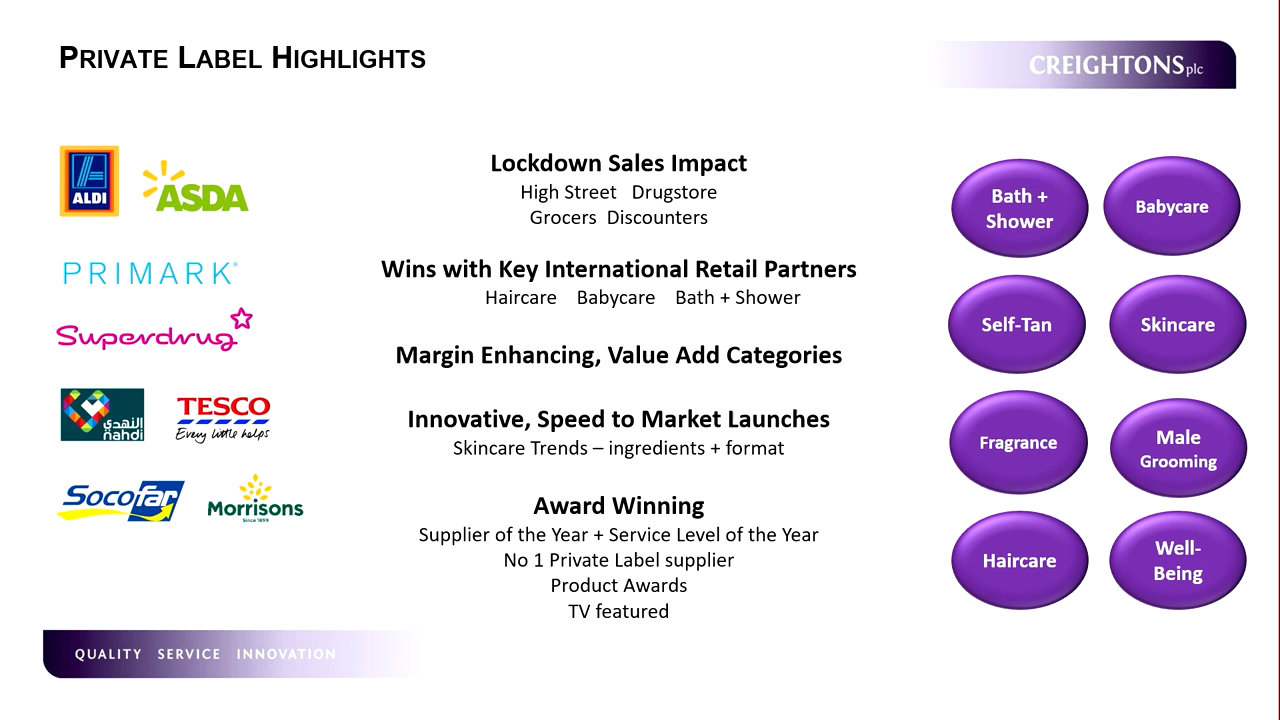 PRIVATE LABEL HIGHLIGHTS
CREIGHTONS plc
ALDI
ASDA
PRIMARK
Superdrug
النهدي
nahdi
TESCO
Every little helps
Socofar
Morrisons
Since 1899
Lockdown Sales Impact
High Street Drugstore
Grocers Discounters
Wins with Key International Retail Partners
Haircare Babycare Bath + Shower
Margin Enhancing, Value Add Categories
Innovative, Speed to Market Launches
Skincare Trends – ingredients + format
Award Winning
Supplier of the Year + Service Level of the Year
No 1 Private Label supplier
Product Awards
TV featured
Bath +
Shower
Babycare
Self-Tan
Skincare
Fragrance
Male
Grooming
Haircare
Well-
Being
QUALITY SERVICE INNOVATION